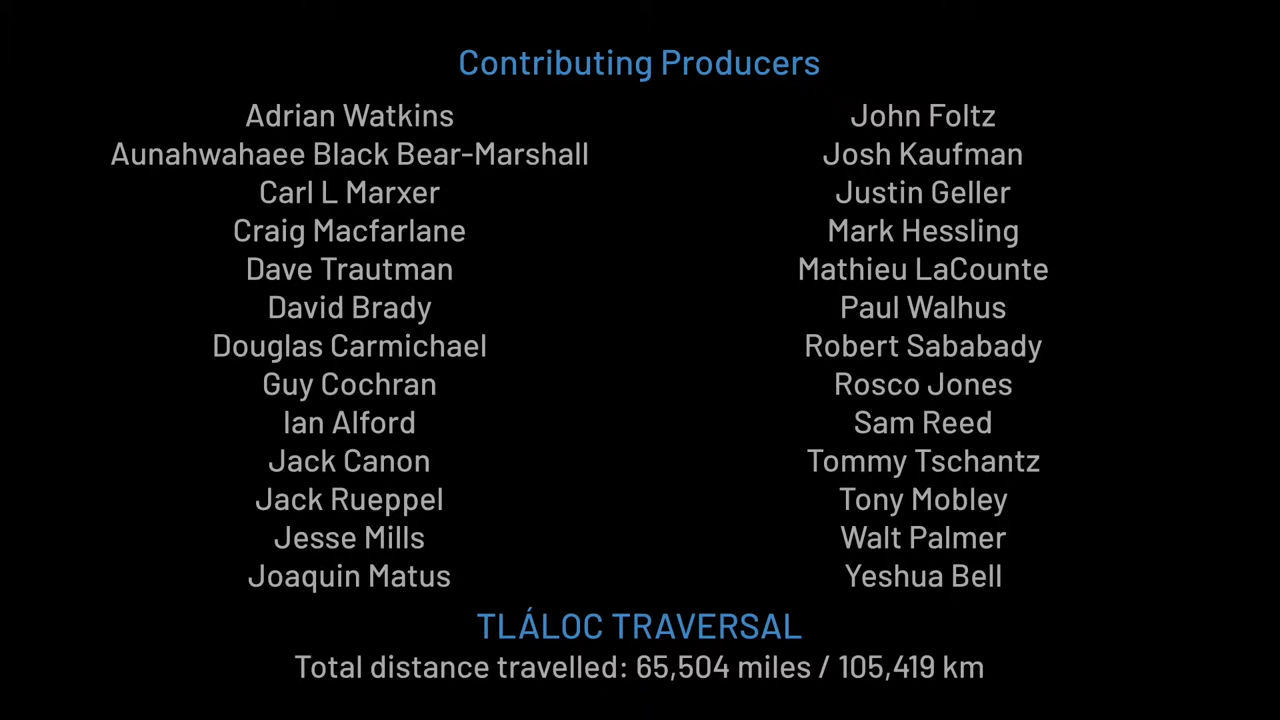 Contributing Producers
Adrian Watkins
Aunahwahaee Black Bear-Marshall
Carl L Marxer
Craig Macfarlane
Dave Trautman
David Brady
Douglas Carmichael
Guy Cochran
Ian Alford
Jack Canon
Jack Rueppel
Jesse Mills
Joaquin Matus
John Foltz
Josh Kaufman
Justin Geller
Mark Hessling
Mathieu LaCounte
Paul Walhus
Robert Sababady
Rosco Jones
Sam Reed
Tommy Tschantz
Tony Mobley
Walt Palmer
Yeshua Bell
TLÁLOC TRAVERSAL
Total distance travelled: 65,504 miles / 105,419 km